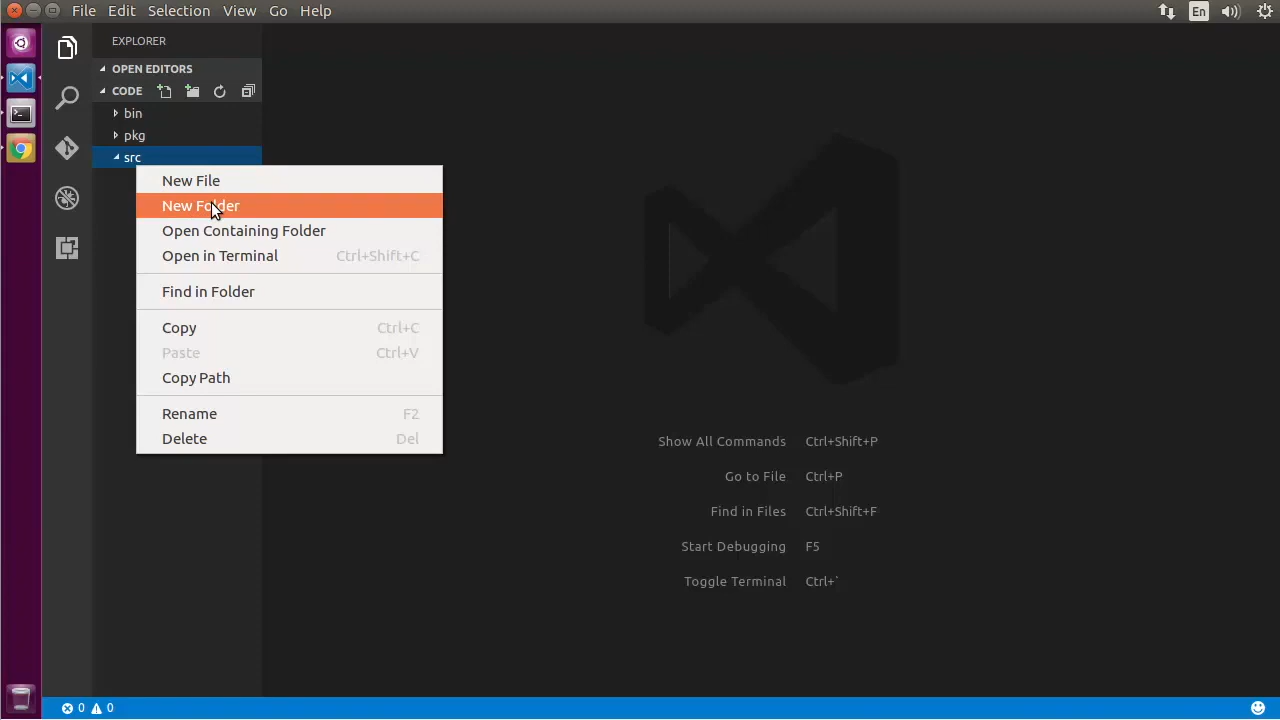 File Edit Selection View Go Help
En
EXPLORER
OPEN EDITORS
CODE
bin
pkg
src
New File
New Folder
Open Containing Folder
Open in Terminal Ctrl+Shift+C
Find in Folder
Copy Ctrl+C
Paste Ctrl+V
Copy Path
Rename F2
Delete Del
Show All Commands Ctrl+Shift+P
Go to File Ctrl+P
Find in Files Ctrl+Shift+F
Start Debugging F5
Toggle Terminal Ctrl+`
0 0